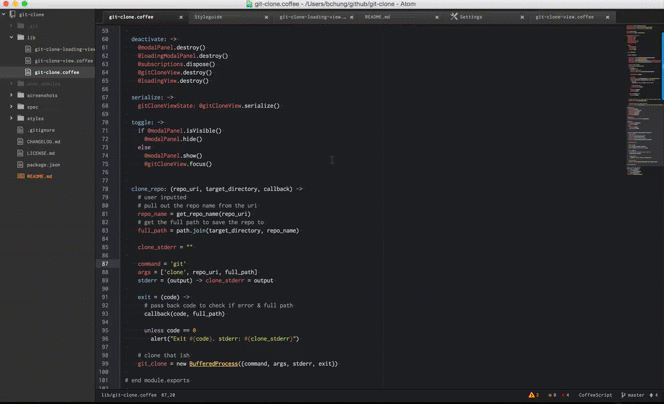 git-clone.coffee - /Users/bchung/github/git-clone - Atom
git-clone
git-clone.coffee
Styleguide
git-clone-loading-view...
README.md
Settings
git-clone-view.coffee
.git
lib
git-clone-loading-view
git-clone-view.coffee
git-clone.coffee
screenshots
spec
styles
.gitignore
CHANGELOG.md
LICENSE.md
package.json
README.md
59
60 deactivate: ->
61 @modalPanel.destroy()
62 @loadingModalPanel.destroy()
63 @subscriptions.dispose()
64 @gitCloneView.destroy()
65 @loadingView.destroy()
66
67 serialize: ->
68 gitCloneViewState: @gitCloneView.serialize()
69
70 toggle: ->
71 if @modalPanel.isVisible()
72 @modalPanel.hide()
73 else
74 @modalPanel.show()
75 @gitCloneView.focus()
76
77
78 clone_repo: (repo_uri, target_directory, callback) ->
79 # user inputted
80 # pull out the repo name from the uri
81 repo_name = get_repo_name(repo_uri)
82 # get the full path to save the repo to
83 full_path = path.join(target_directory, repo_name)
84
85 clone_stderr = ""
86
87 command = 'git'
88 args = ['clone', repo_uri, full_path]
89 stderr = (output) -> clone_stderr = output
90
91 exit = (code) ->
92 # pass back code to check if error & full path
93 callback(code, full_path)
94
95 unless code == 0
96 alert("Exit #{code}. stderr: #{clone_stderr}")
97
98 # clone that ish
99 git_clone = new BufferedProcess({command, args, stderr, exit})
100
101 # end module.exports
lib/git-clone.coffee 87,20
CoffeeScript
master